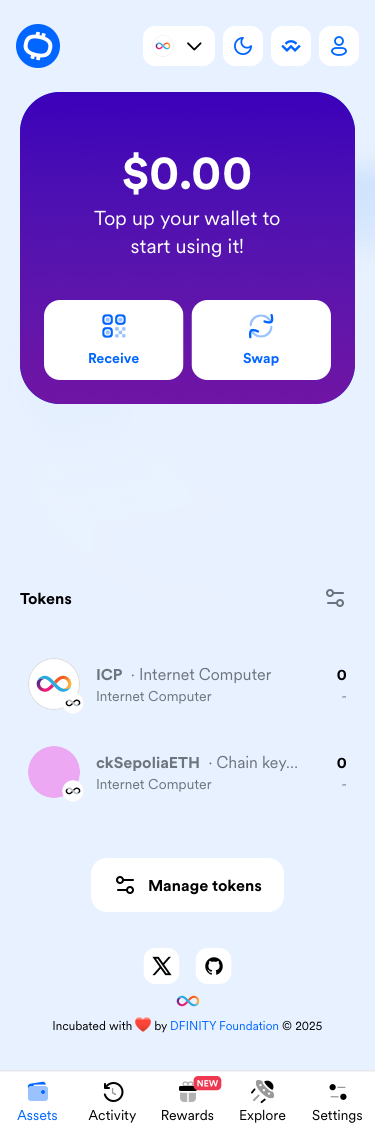 $0.00
Top up your wallet to
start using it!
Receive Swap
Tokens
ICP · Internet Computer 0
Internet Computer -
ckSepoliaETH · Chain key... 0
Internet Computer -
Manage tokens
Incubated with ❤️ by DFINITY Foundation © 2025
NEW
Assets Activity Rewards Explore Settings